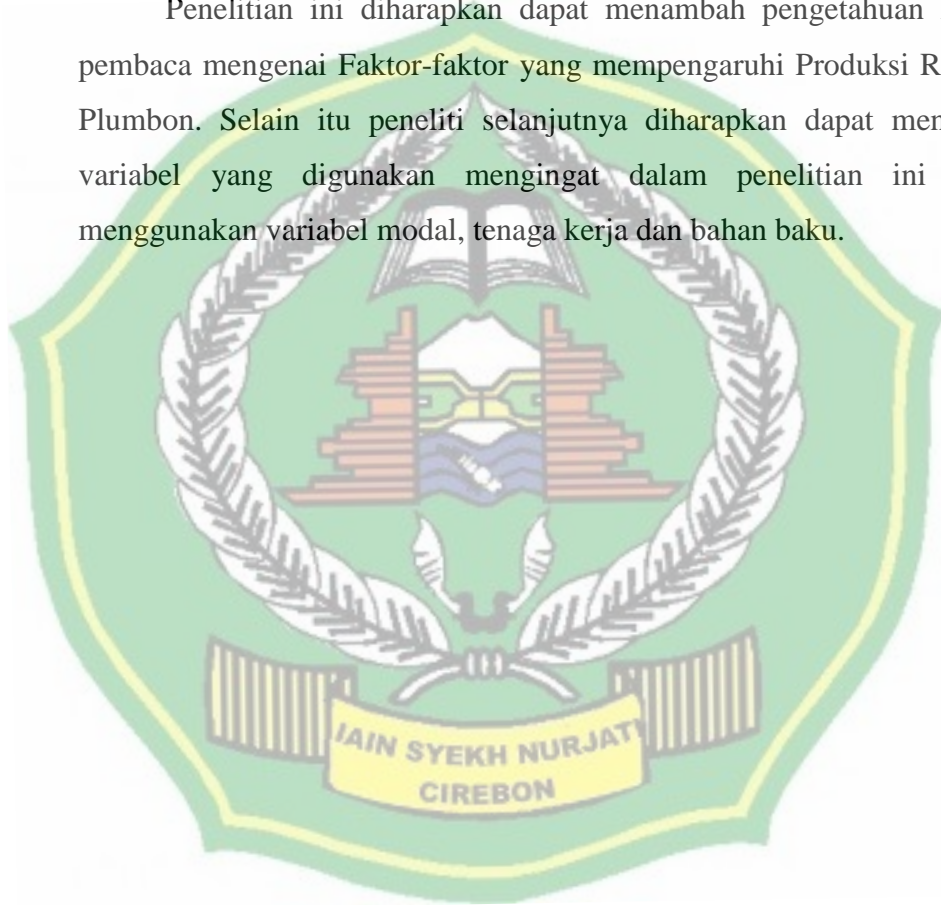 Penelitian ini diharapkan dapat menambah pengetahuan
pembaca mengenai Faktor-faktor yang mempengaruhi Produksi
Plumbon. Selain itu peneliti selanjutnya diharapkan dapat
variabel yang digunakan mengingat dalam penelitian ini
menggunakan variabel modal, tenaga kerja dan bahan baku.
IAIN SYEKH NURJATI
CIREBON